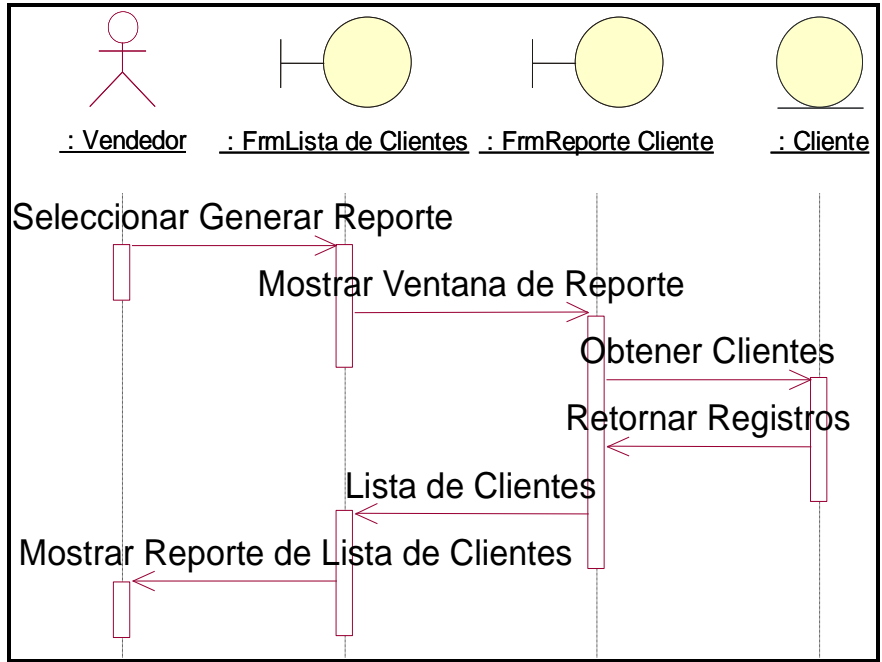 : Vendedor
: FrmLista de Clientes
: FrmReporte Cliente
: Cliente
Seleccionar Generar Reporte
Mostrar Ventana de Reporte
Obtener Clientes
Retornar Registros
Lista de Clientes
Mostrar Reporte de Lista de Clientes